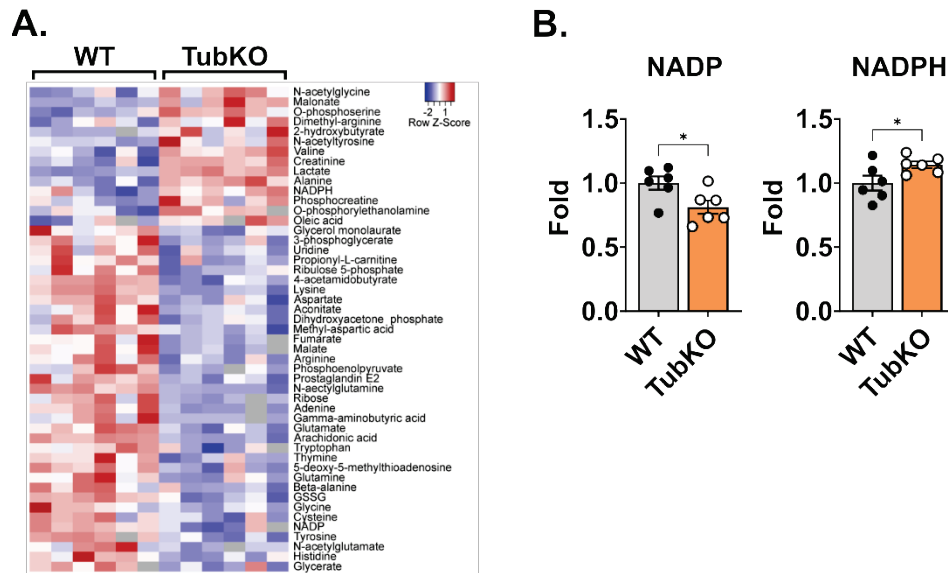 A.
WT TubKO
N-acetylglycine
Malonate
O-phosphoserine
Dimethyl-arginine
2-hydroxybutyrate
N-acetyltyrosine
Valine
Creatinine
Lactate
Alanine
NADPH
Phosphocreatine
O-phosphorylethanolamine
Oleic acid
Glycerol monolaurate
3-phosphoglycerate
Uridine
Propionyl-L-carnitine
Ribulose 5-phosphate
4-acetamidobutyrate
Lysine
Aspartate
Aconitate
Dihydroxyacetone phosphate
Methyl-aspartic acid
Fumarate
Malate
Arginine
Phosphoenolpyruvate
Prostaglandin E2
N-aectylglutamine
Ribose
Adenine
Gamma-aminobutyric acid
Glutamate
Arachidonic acid
Tryptophan
Thymine
5-deoxy-5-methylthioadenosine
Glutamine
Beta-alanine
GSSG
Glycine
Cysteine
NADP
Tyrosine
N-acetylglutamate
Histidine
Glycerate
-2 1
Row Z-Score
B.
NADP
Fold
1.5
1.0
0.5
0.0
*
WT
TubKO
NADPH
Fold
1.5
1.0
0.5
0.0
*
WT
TubKO